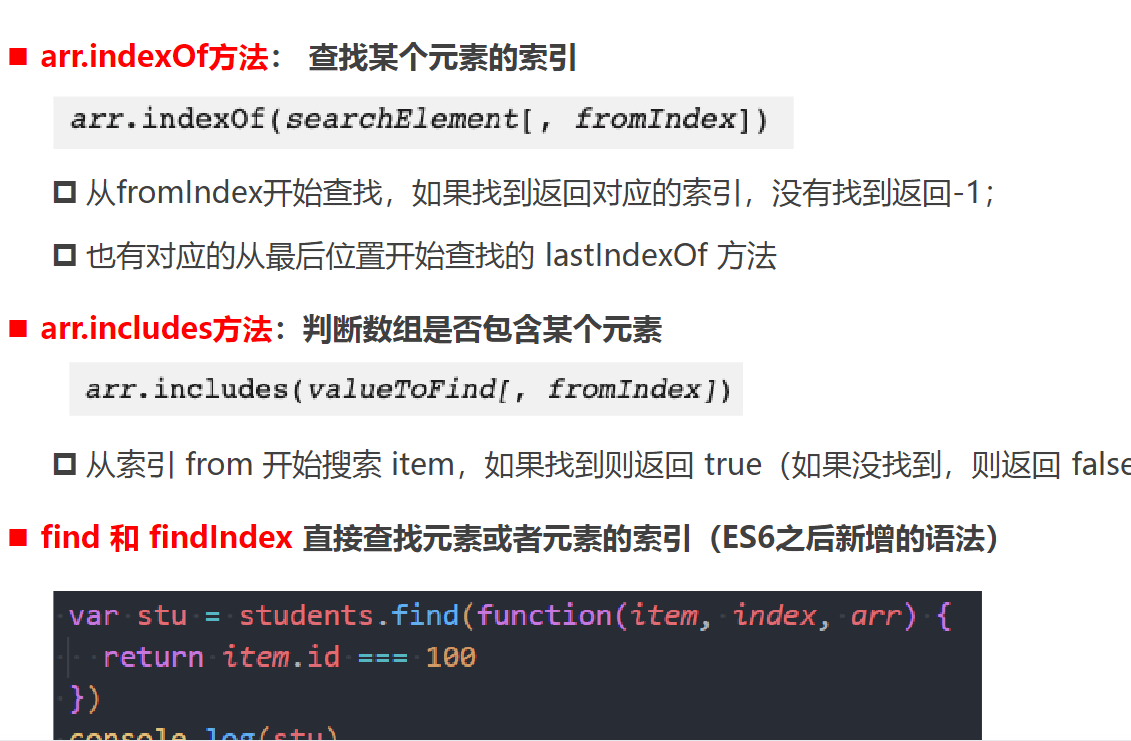 arr.indexOf方法： 查找某个元素的索引
arr.indexOf(searchElement[, fromIndex])
从fromIndex开始查找，如果找到返回对应的索引，没有找到返回-1；
也有对应的从最后位置开始查找的 lastIndexOf 方法
arr.includes方法：判断数组是否包含某个元素
arr.includes(valueToFind[, fromIndex])
从索引 from 开始搜索 item，如果找到则返回 true（如果没找到，则返回 false
find 和 findIndex 直接查找元素或者元素的索引（ES6之后新增的语法）
var stu = students.find(function(item, index, arr) {
return item.id === 100
})
console.log(stu)